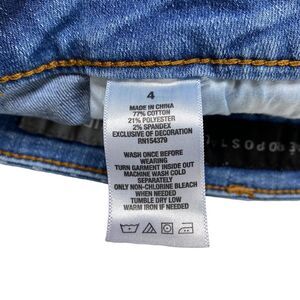 4
MADE IN CHINA
77% COTTON
21% POLYESTER
2% SPANDEX
EXCLUSIVE OF DECORATION
RN154379
WASH ONCE BEFORE
WEARING
TURN GARMENT INSIDE OUT
MACHINE WASH COLD
SEPARATELY
ONLY NON-CHLORINE BLEACH
WHEN NEEDED
TUMBLE DRY LOW
WARM IRON IF NEEDED